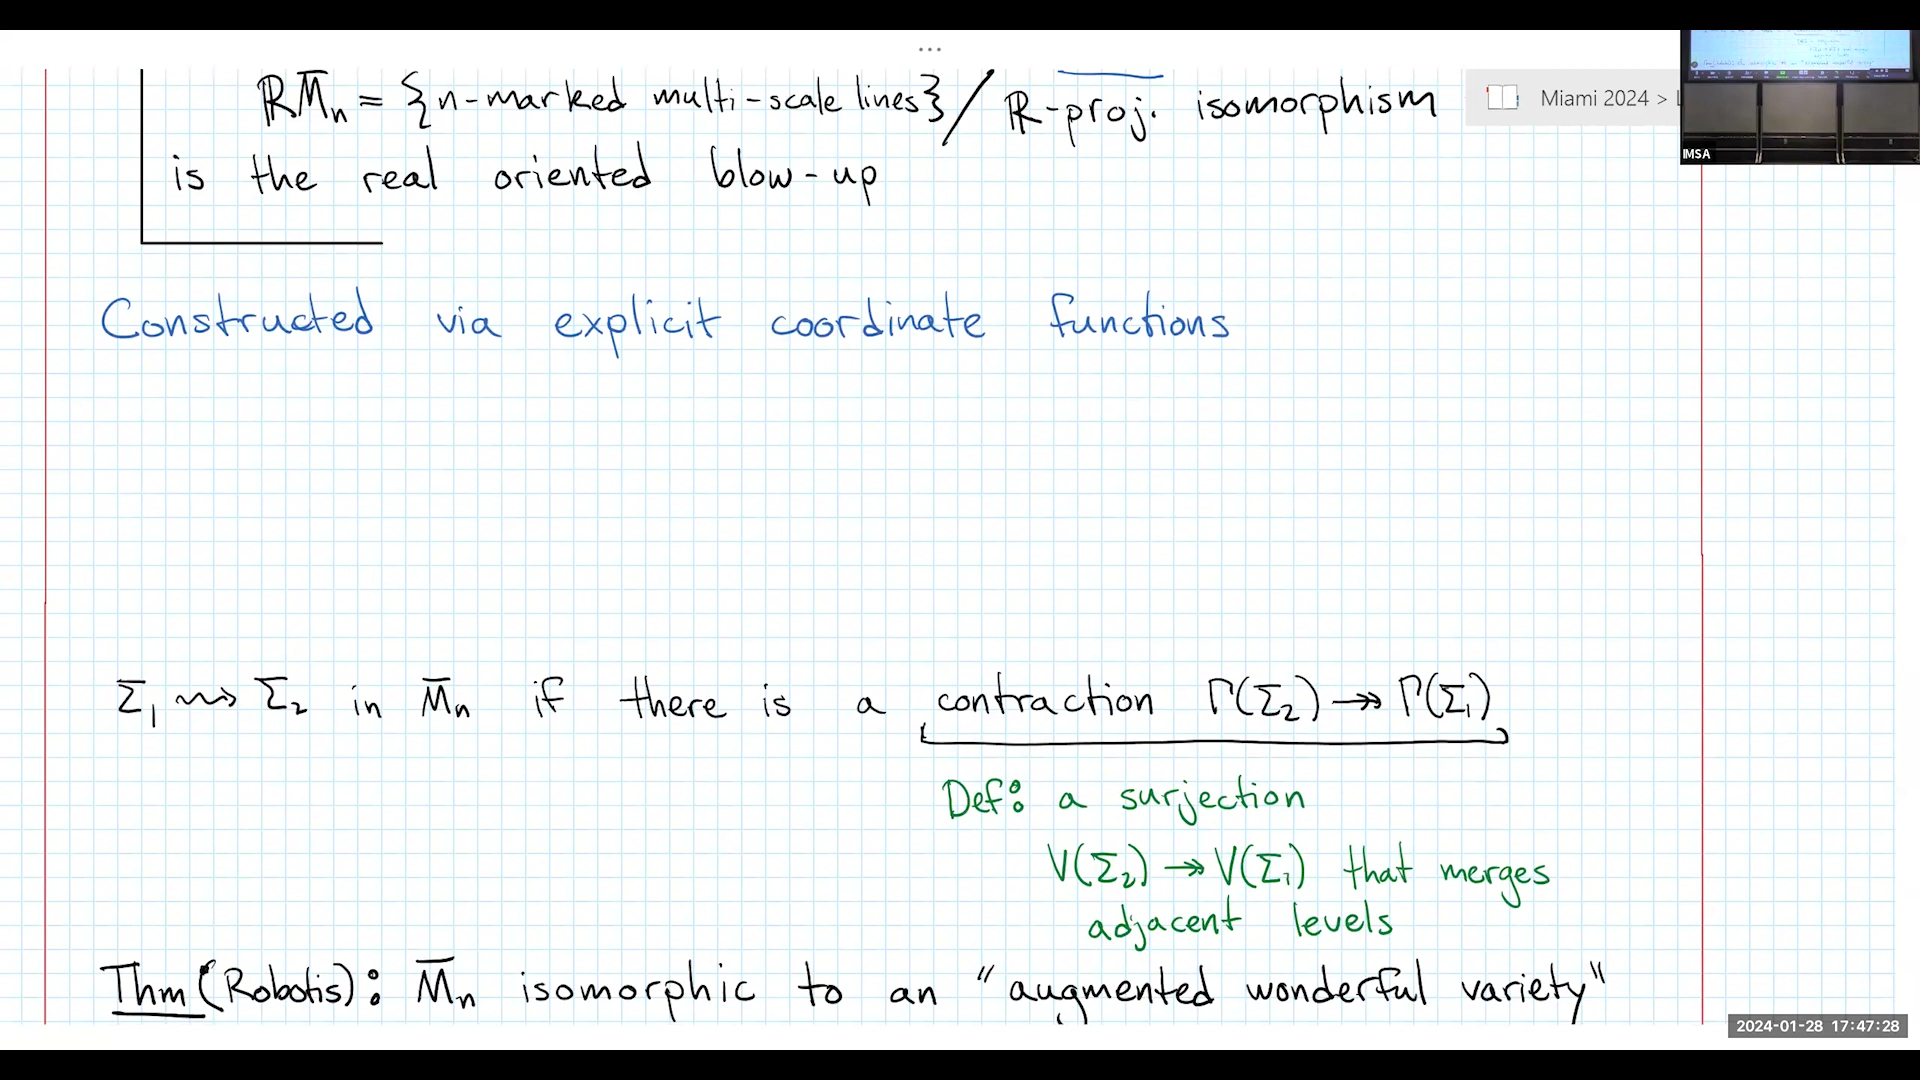 ℝM̄ₙ = {n-marked multi-scale lines} / ℝ-proj. isomorphism
Miami 2024 >
is the real oriented blow-up
IMSA
Constructed via explicit coordinate functions
Σ₁ ⇝ Σ₂ in M̄ₙ if there is a contraction Γ(Σ₂) ↠ Γ(Σ₁)
Def: a surjection
V(Σ₂) ↠ V(Σ₁) that merges
adjacent levels
Thm (Robotis): M̄ₙ isomorphic to an "augmented wonderful variety"
2024-01-28 17:47:28